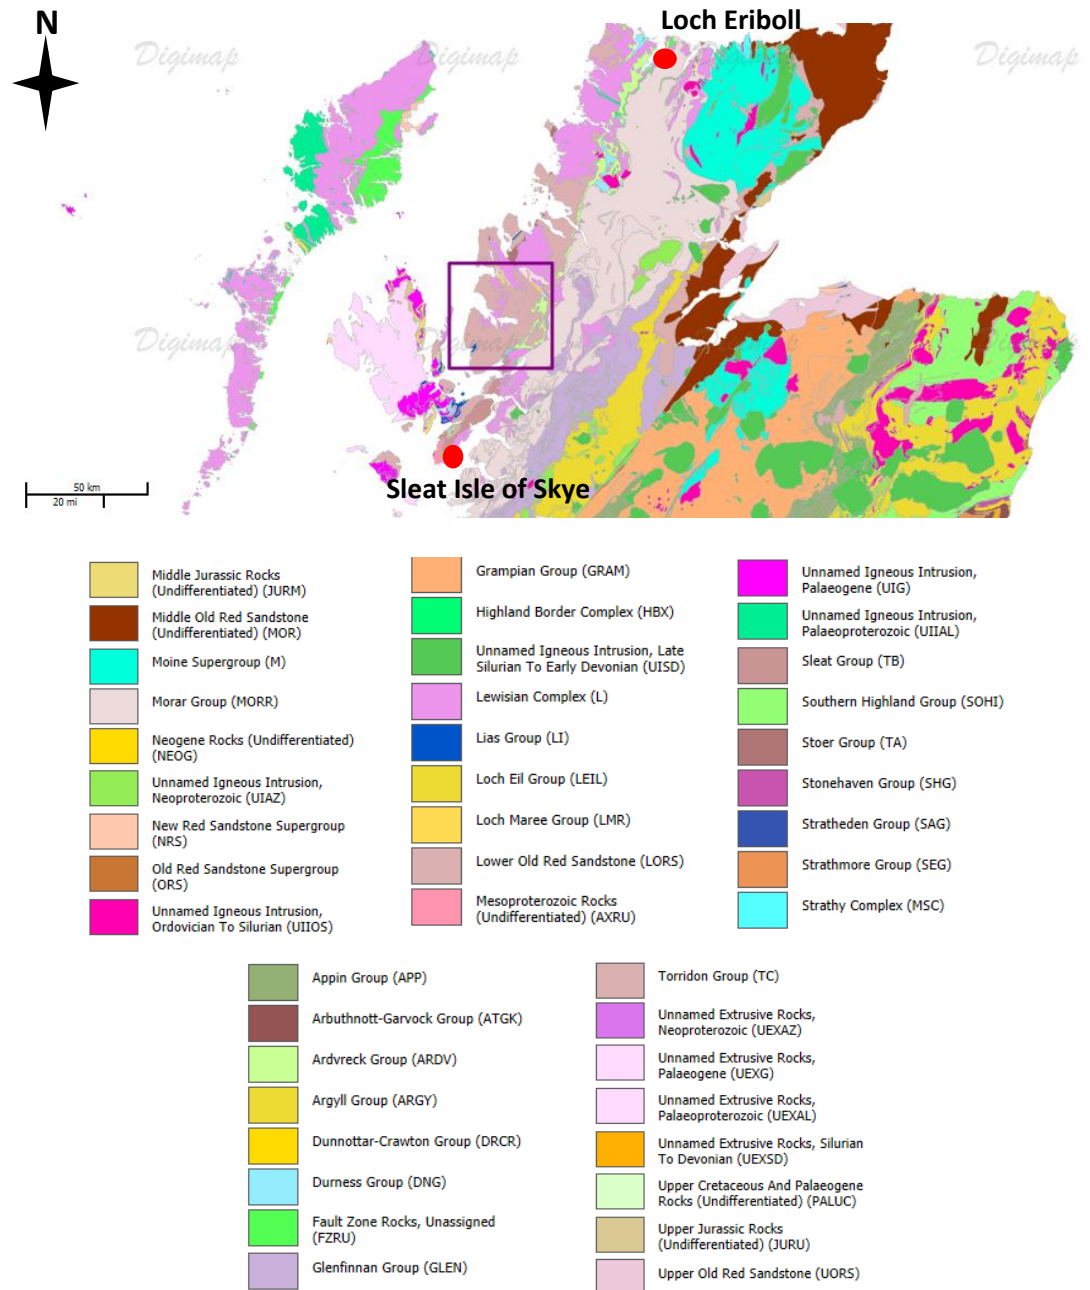 N
Loch Eriboll
Digimap
Digimap
Digimap
Digimap
Digimap
Digimap
Digimap
50 km
20 mi
Sleat Isle of Skye
Middle Jurassic Rocks
(Undifferentiated) (JURM)
Middle Old Red Sandstone
(Undifferentiated) (MOR)
Moine Supergroup (M)
Morar Group (MORR)
Neogene Rocks (Undifferentiated)
(NEOG)
Unnamed Igneous Intrusion,
Neoproterozoic (UIAZ)
New Red Sandstone Supergroup
(NRS)
Old Red Sandstone Supergroup
(ORS)
Unnamed Igneous Intrusion,
Ordovician To Silurian (UIIOS)
Grampian Group (GRAM)
Highland Border Complex (HBX)
Unnamed Igneous Intrusion, Late
Silurian To Early Devonian (UISD)
Lewisian Complex (L)
Lias Group (LI)
Loch Eil Group (LEIL)
Loch Maree Group (LMR)
Lower Old Red Sandstone (LORS)
Mesoproterozoic Rocks
(Undifferentiated) (AXRU)
Unnamed Igneous Intrusion,
Palaeogene (UIG)
Unnamed Igneous Intrusion,
Palaeoproterozoic (UIIAL)
Sleat Group (TB)
Southern Highland Group (SOHI)
Stoer Group (TA)
Stonehaven Group (SHG)
Stratheden Group (SAG)
Strathmore Group (SEG)
Strathy Complex (MSC)
Appin Group (APP)
Arbuthnott-Garvock Group (ATGK)
Ardvreck Group (ARDV)
Argyll Group (ARGY)
Dunnottar-Crawton Group (DRCR)
Durness Group (DNG)
Fault Zone Rocks, Unassigned
(FZRU)
Glenfinnan Group (GLEN)
Torridon Group (TC)
Unnamed Extrusive Rocks,
Neoproterozoic (UEXAZ)
Unnamed Extrusive Rocks,
Palaeogene (UEXG)
Unnamed Extrusive Rocks,
Palaeoproterozoic (UEXAL)
Unnamed Extrusive Rocks, Silurian
To Devonian (UEXSD)
Upper Cretaceous And Palaeogene
Rocks (Undifferentiated) (PALUC)
Upper Jurassic Rocks
(Undifferentiated) (JURU)
Upper Old Red Sandstone (UORS)